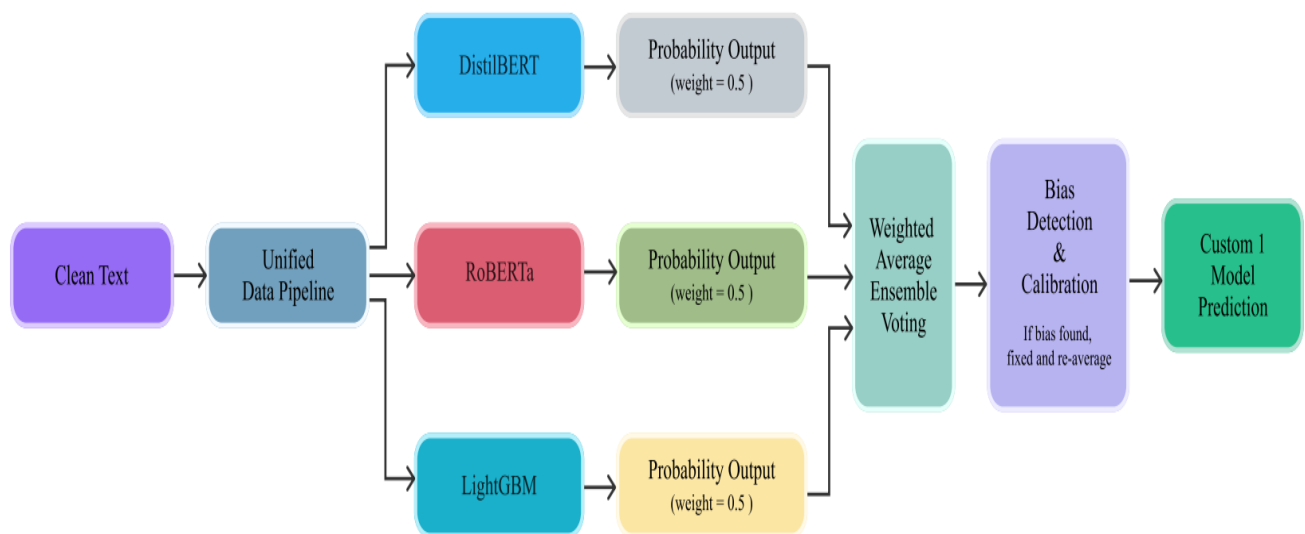 DistilBERT
Probability Output
(weight = 0.5 )
Clean Text
Unified
Data Pipeline
RoBERTa
Probability Output
(weight = 0.5 )
LightGBM
Probability Output
(weight = 0.5 )
Weighted
Average
Ensemble
Voting
Bias
Detection
&
Calibration
If bias found,
fixed and re-average
Custom 1
Model
Prediction